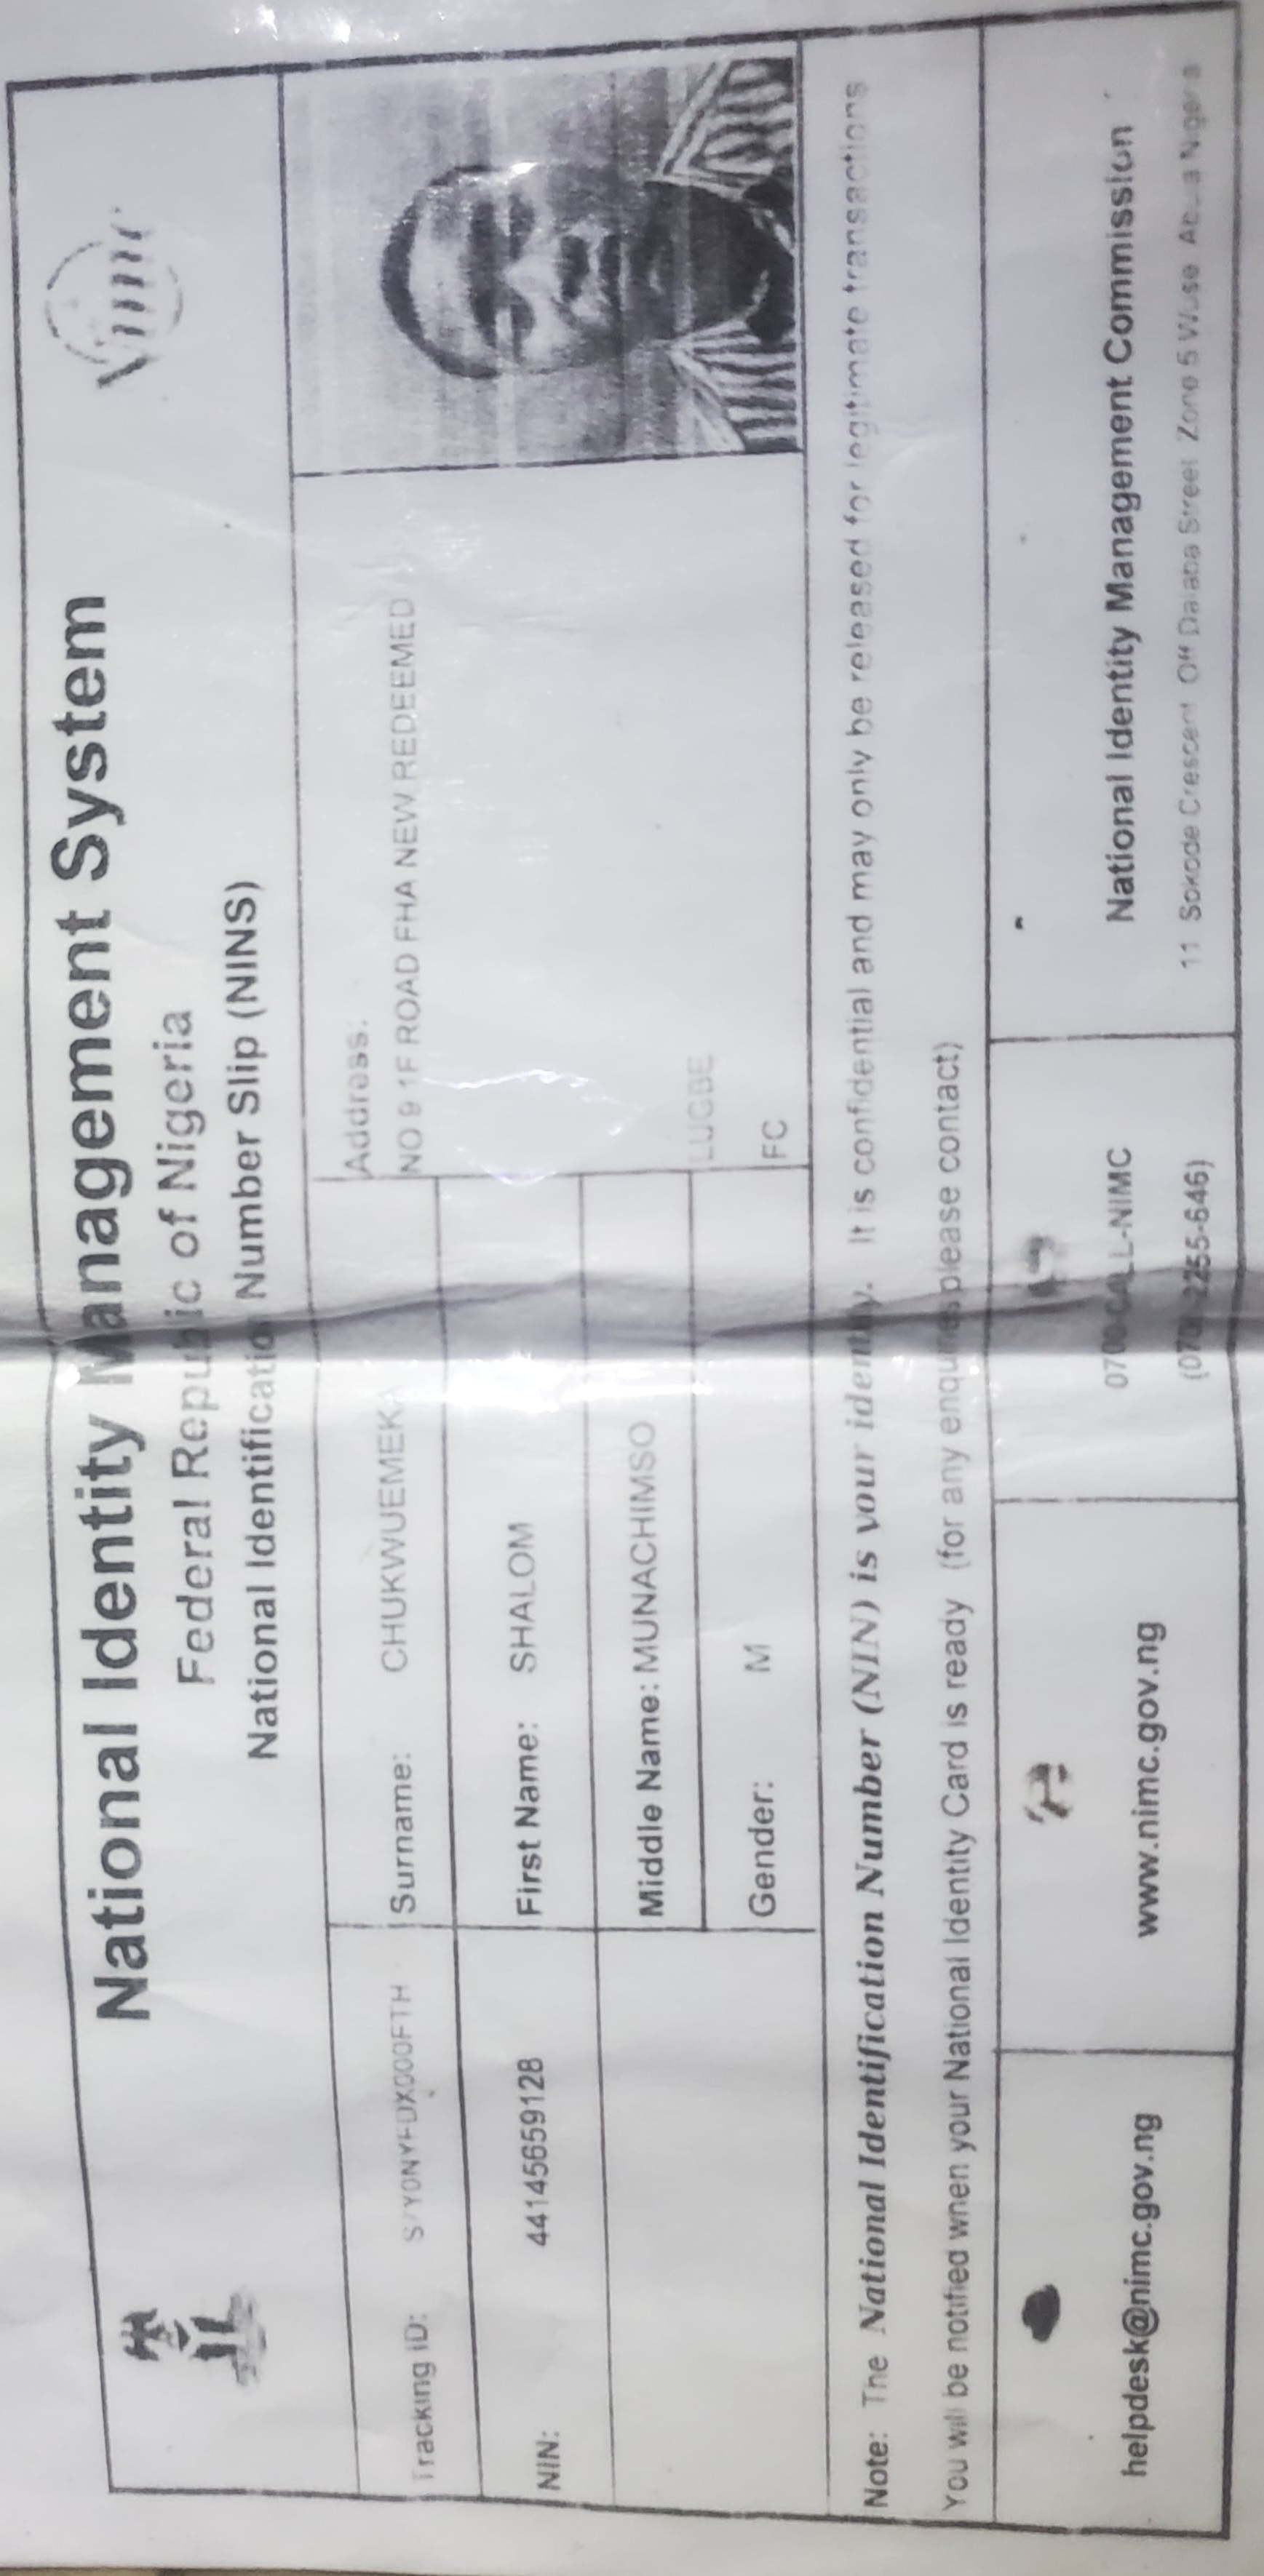 National Identity Management System
Federal Republic of Nigeria
National Identification Number Slip (NINS)
Tracking ID:
Surname: CHUKWUEMEKA
Address:
NO 9 1F ROAD FHA NEW REDEEMED
NIN: 44145659128
First Name: SHALOM
Middle Name: MUNACHIMSO
LUGBE
Gender: M
FC
Note: The National Identification Number (NIN) is your identity. It is confidential and may only be released for legitimate transactions
You will be notified when your National Identity Card is ready (for any enquiries please contact)
helpdesk@nimc.gov.ng
www.nimc.gov.ng
0700-CALL-NIMC
(0700-2255-646)
National Identity Management Commission
11 Sokode Crescent Off Dalaba Street Zone 5 Wuse Abuja Nigeria
nimc